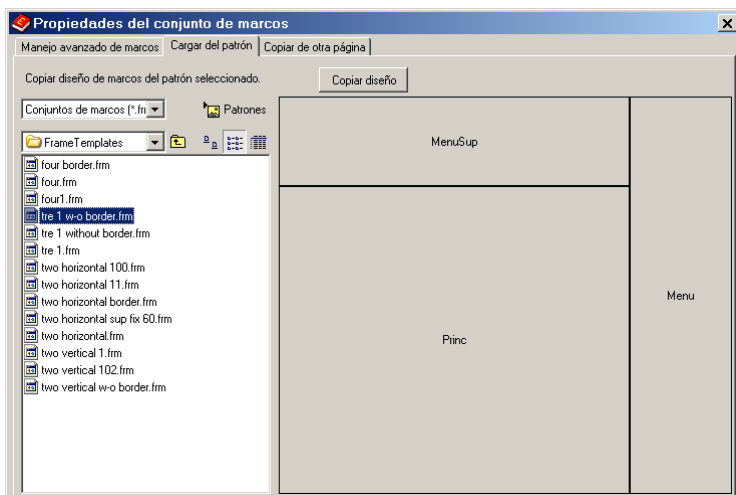 Propiedades del conjunto de marcos
Manejo avanzado de marcos Cargar del patrón Copiar de otra página
Copiar diseño de marcos del patrón seleccionado. Copiar diseño
Conjuntos de marcos (*.frr Patrones
FrameTemplates
four border.frm
four.frm
four1.frm
tre 1 w-o border.frm
tre 1 without border.frm
tre 1.frm
two horizontal 100.frm
two horizontal 11.frm
two horizontal border.frm
two horizontal sup fix 60.frm
two horizontal.frm
two vertical 1.frm
two vertical 102.frm
two vertical w-o border.frm
MenuSup
Menu
Princ